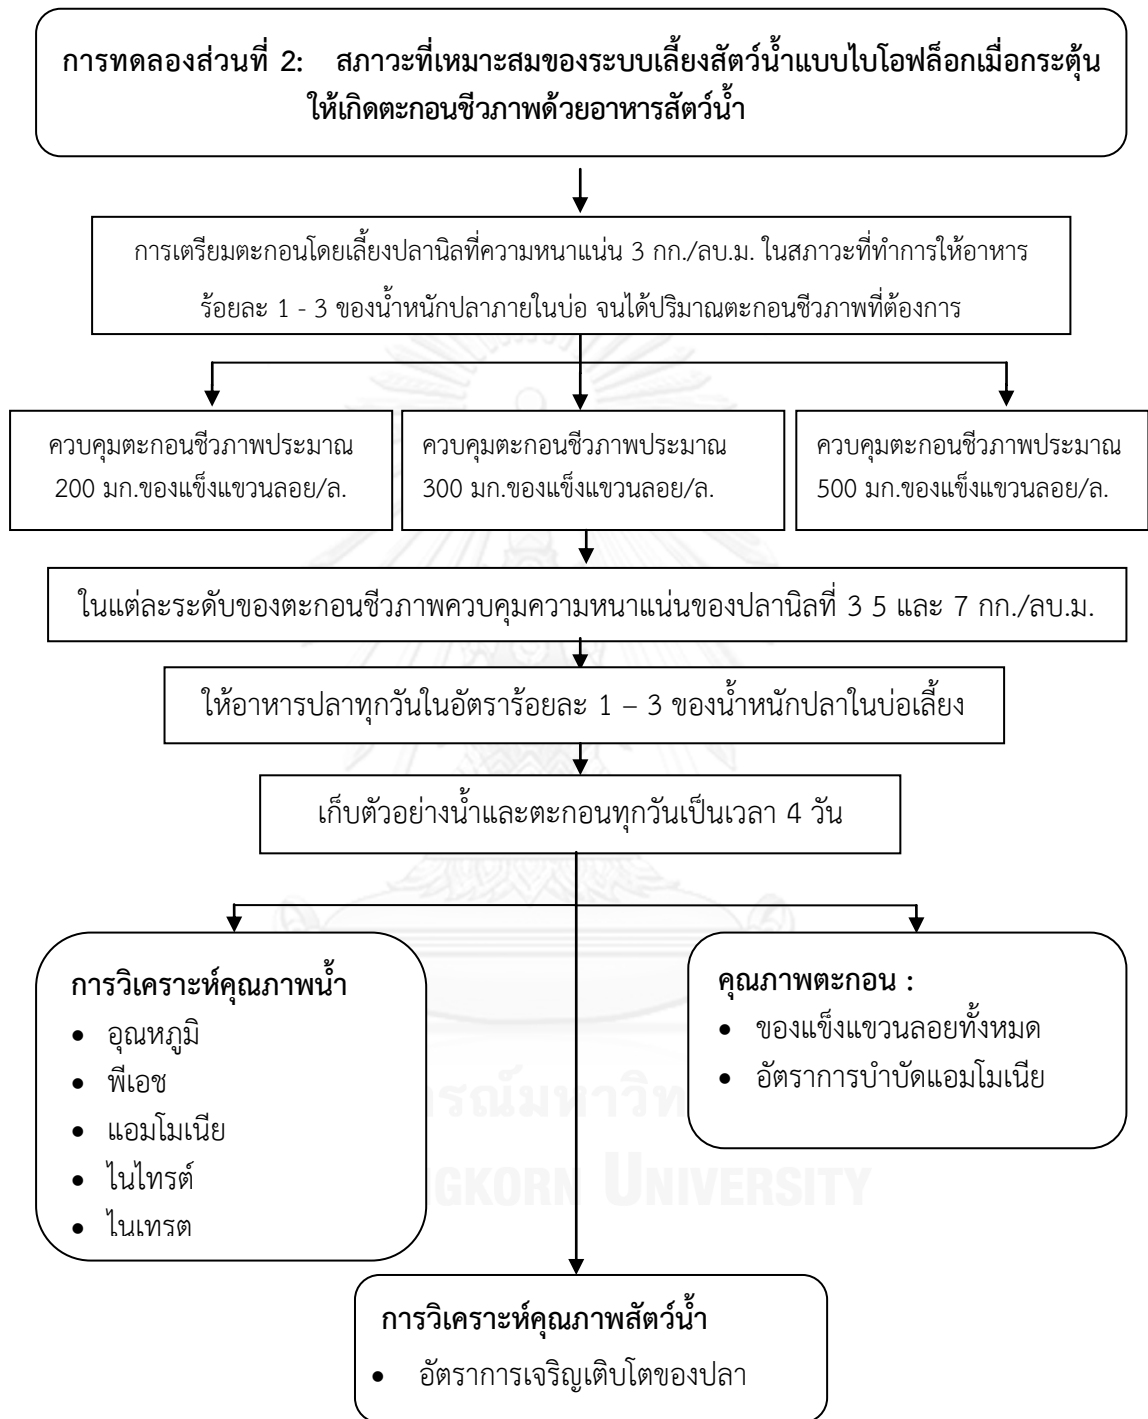 การทดลองส่วนที่ 2: สภาวะที่เหมาะสมของระบบเลี้ยงสัตว์น้ำแบบไบโอฟล็อกเมื่อกระตุ้น
ให้เกิดตะกอนชีวภาพด้วยอาหารสัตว์น้ำ
การเตรียมตะกอนโดยเลี้ยงปลานิลที่ความหนาแน่น 3 กก./ลบ.ม. ในสภาวะที่ทำการให้อาหาร
ร้อยละ 1 - 3 ของน้ำหนักปลาภายในบ่อ จนได้ปริมาณตะกอนชีวภาพที่ต้องการ
ควบคุมตะกอนชีวภาพประมาณ
200 มก.ของแข็งแขวนลอย/ล.
ควบคุมตะกอนชีวภาพประมาณ
300 มก.ของแข็งแขวนลอย/ล.
ควบคุมตะกอนชีวภาพประมาณ
500 มก.ของแข็งแขวนลอย/ล.
ในแต่ละระดับของตะกอนชีวภาพควบคุมความหนาแน่นของปลานิลที่ 3 5 และ 7 กก./ลบ.ม.
ให้อาหารปลาทุกวันในอัตราร้อยละ 1 – 3 ของน้ำหนักปลาในบ่อเลี้ยง
เก็บตัวอย่างน้ำและตะกอนทุกวันเป็นเวลา 4 วัน
การวิเคราะห์คุณภาพน้ำ
• อุณหภูมิ
• พีเอช
• แอมโมเนีย
• ไนไทรต์
• ไนเทรต
คุณภาพตะกอน :
• ของแข็งแขวนลอยทั้งหมด
• อัตราการบำบัดแอมโมเนีย
รณ์มหาวิท
GKORN UNIVERSITY
การวิเคราะห์คุณภาพสัตว์น้ำ
• อัตราการเจริญเติบโตของปลา